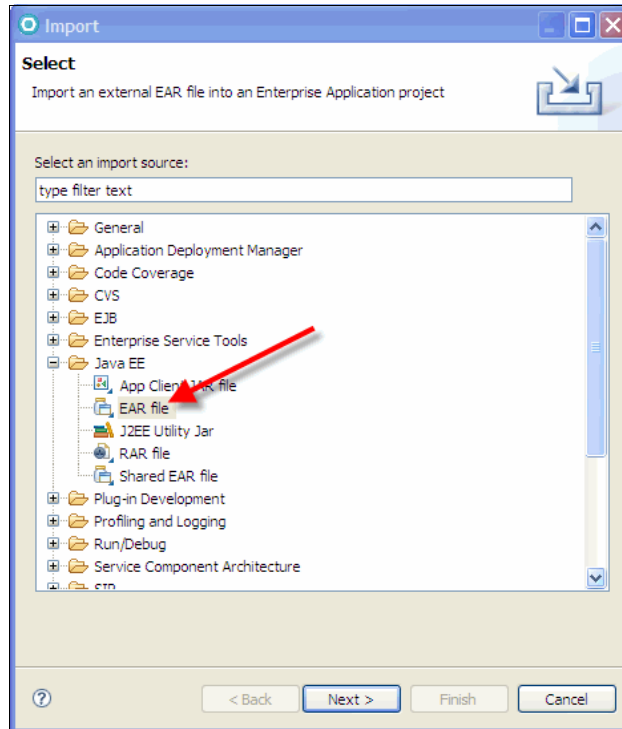 Import
Select
Import an external EAR file into an Enterprise Application project
Select an import source:
type filter text
General
Application Deployment Manager
Code Coverage
CVS
EJB
Enterprise Service Tools
Java EE
App Client JAR file
EAR file
J2EE Utility Jar
RAR file
Shared EAR file
Plug-in Development
Profiling and Logging
Run/Debug
Service Component Architecture
SIP
< Back Next > Finish Cancel